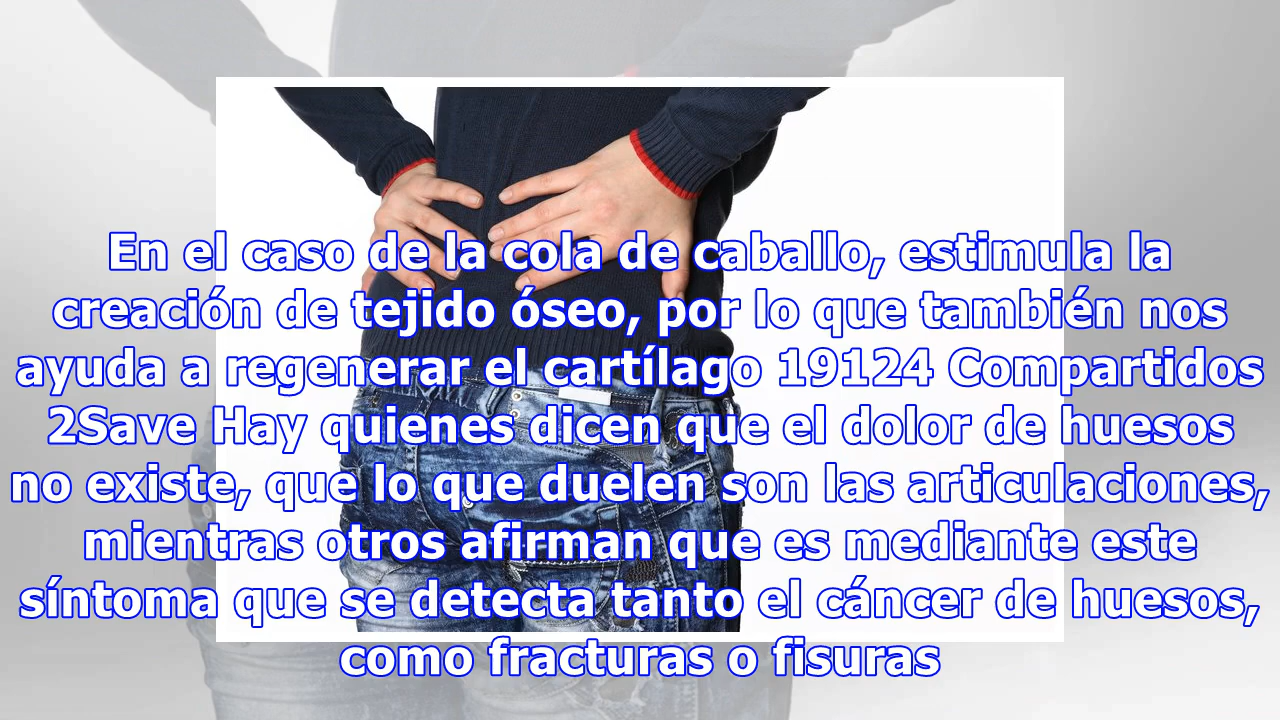 En el caso de la cola de caballo, estimula la
creación de tejido óseo, por lo que también nos
ayuda a regenerar el cartílago 19124 Compartidos
2Save Hay quienes dicen que el dolor de huesos
no existe, que lo que duelen son las articulaciones,
mientras otros afirman que es mediante este
síntoma que se detecta tanto el cáncer de huesos,
como fracturas o fisuras